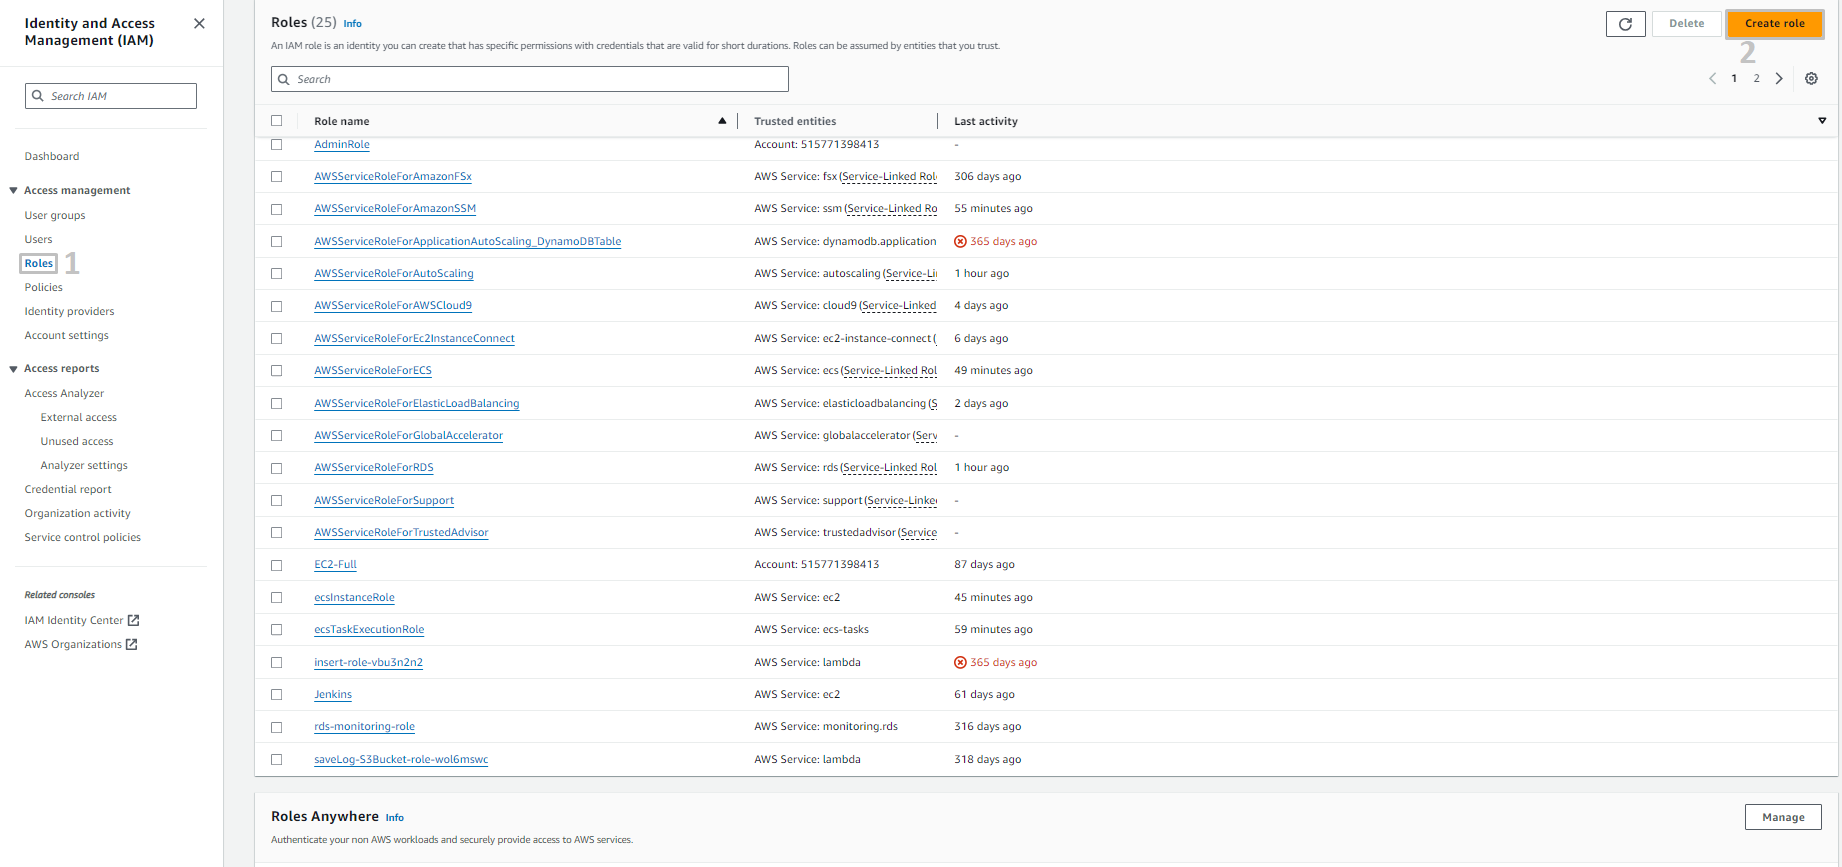 Identity and Access
Management (IAM)
Search IAM
Dashboard
Access management
User groups
Users
Roles 1
Policies
Identity providers
Account settings
Access reports
Access Analyzer
External access
Unused access
Analyzer settings
Credential report
Organization activity
Service control policies
Related consoles
IAM Identity Center
AWS Organizations
Roles (25) Info
Delete
Create role
2
An IAM role is an identity you can create that has specific permissions with credentials that are valid for short durations. Roles can be assumed by entities that you trust.
Search
1 2
Role name Trusted entities Last activity
AdminRole Account: 515771398413 -
AWSServiceRoleForAmazonFSx AWS Service: fsx (Service-Linked Rol 306 days ago
AWSServiceRoleForAmazonSSM AWS Service: ssm (Service-Linked Ro 55 minutes ago
AWSServiceRoleForApplicationAutoScaling_DynamoDBTable AWS Service: dynamodb.application 365 days ago
AWSServiceRoleForAutoScaling AWS Service: autoscaling (Service-Li 1 hour ago
AWSServiceRoleForAWSCloud9 AWS Service: cloud9 (Service-Linked 4 days ago
AWSServiceRoleForEc2InstanceConnect AWS Service: ec2-instance-connect ( 6 days ago
AWSServiceRoleForECS AWS Service: ecs (Service-Linked Rol 49 minutes ago
AWSServiceRoleForElasticLoadBalancing AWS Service: elasticloadbalancing (S 2 days ago
AWSServiceRoleForGlobalAccelerator AWS Service: globalaccelerator (Serv -
AWSServiceRoleForRDS AWS Service: rds (Service-Linked Rol 1 hour ago
AWSServiceRoleForSupport AWS Service: support (Service-Linke -
AWSServiceRoleForTrustedAdvisor AWS Service: trustedadvisor (Service -
EC2-Full Account: 515771398413 87 days ago
ecsInstanceRole AWS Service: ec2 45 minutes ago
ecsTaskExecutionRole AWS Service: ecs-tasks 59 minutes ago
insert-role-vbu3n2n2 AWS Service: lambda 365 days ago
Jenkins AWS Service: ec2 61 days ago
rds-monitoring-role AWS Service: monitoring.rds 316 days ago
saveLog-S3Bucket-role-wol6mswc AWS Service: lambda 318 days ago
Roles Anywhere Info
Manage
Authenticate your non AWS workloads and securely provide access to AWS services.